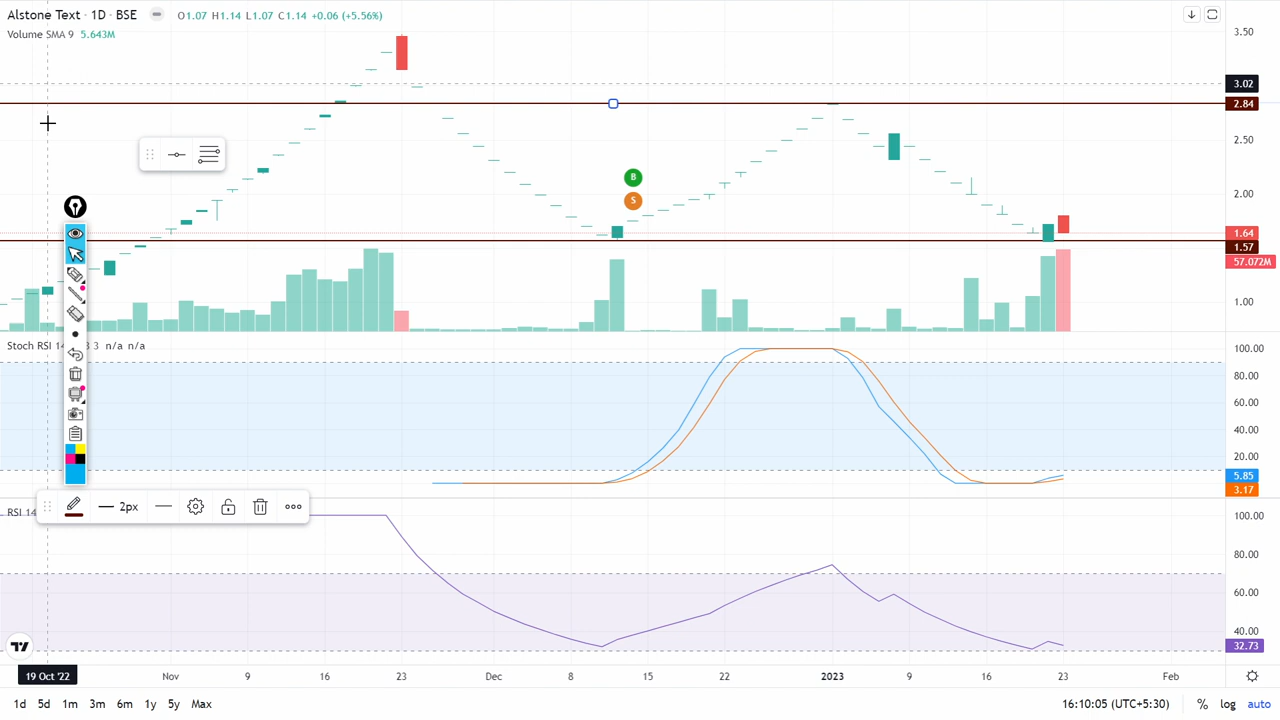 Alstone Text · 1D · BSE O1.07 H1.14 L1.07 C1.14 +0.06 (+5.56%)
Volume SMA 9 5.643M
3.50
3.02
2.84
2.50
B
2.00
S
1.64
1.57
57.072M
1.00
Stoch RSI 14 3 3 n/a n/a
100.00
80.00
60.00
40.00
20.00
5.85
3.17
2px
RSI 14
100.00
80.00
60.00
40.00
32.73
19 Oct '22 Nov 9 16 23 Dec 8 15 22 2023 9 16 23 Feb
1d 5d 1m 3m 6m 1y 5y Max 16:10:05 (UTC+5:30) % log auto